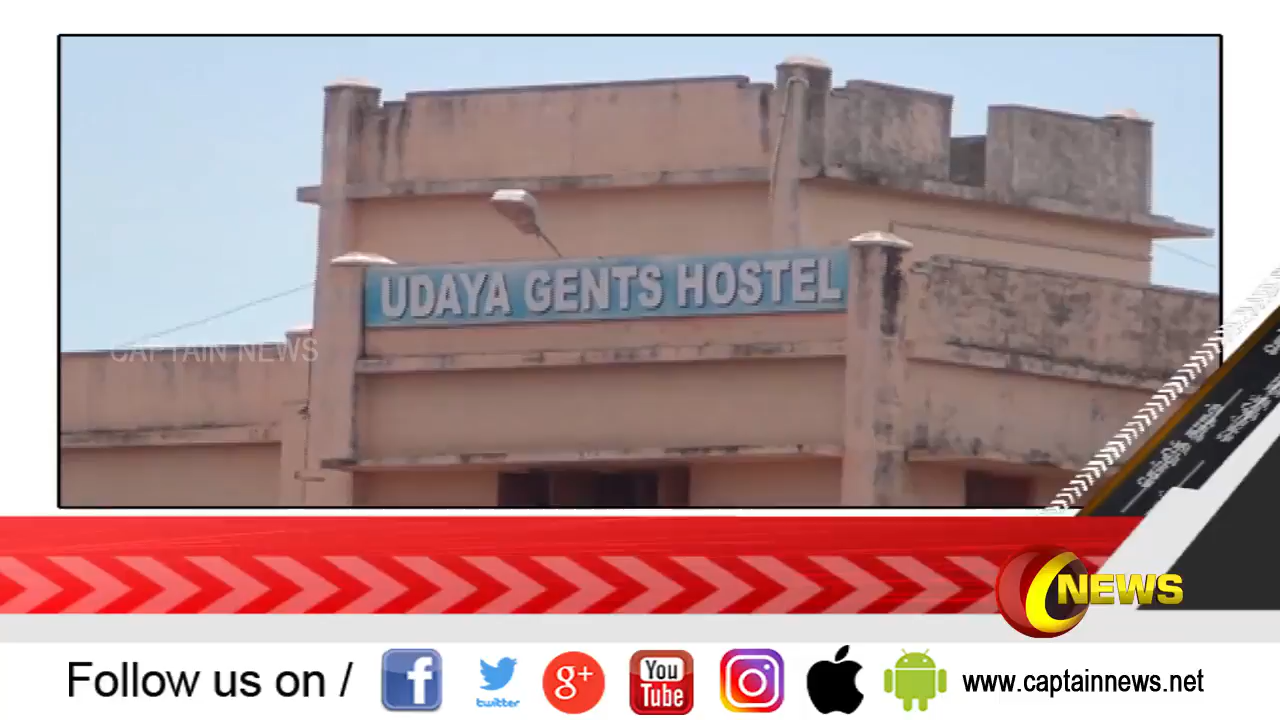 UDAYA GENTS HOSTEL
CAPTAIN NEWS
NEWS
Follow us on / f twitter g+ You Tube www.captainnews.net